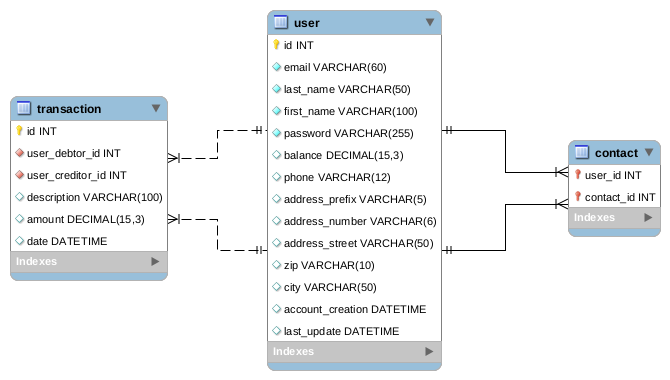 transaction
id INT
user_debtor_id INT
user_creditor_id INT
description VARCHAR(100)
amount DECIMAL(15,3)
date DATETIME
Indexes
user
id INT
email VARCHAR(60)
last_name VARCHAR(50)
first_name VARCHAR(100)
password VARCHAR(255)
balance DECIMAL(15,3)
phone VARCHAR(12)
address_prefix VARCHAR(5)
address_number VARCHAR(6)
address_street VARCHAR(50)
zip VARCHAR(10)
city VARCHAR(50)
account_creation DATETIME
last_update DATETIME
Indexes
contact
user_id INT
contact_id INT
Indexes